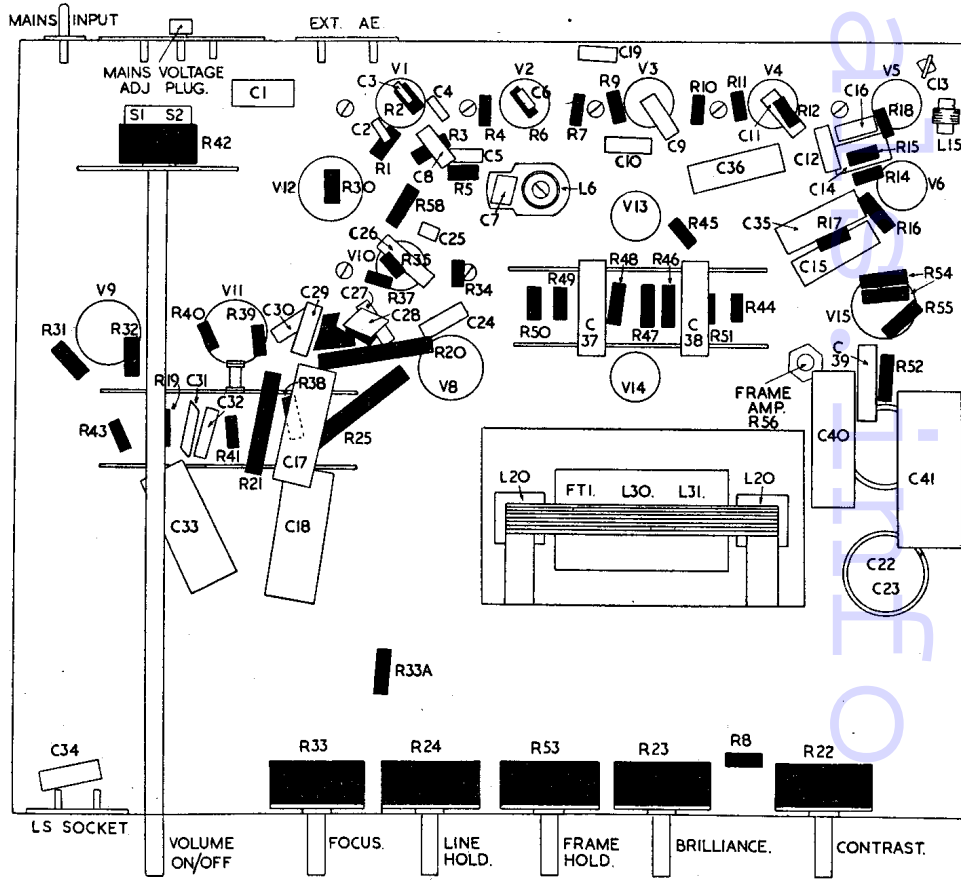 MAINS INPUT
EXT. AE.
MAINS VOLTAGE
ADJ PLUG.
C1
V1
C3
R2
C4
C2
R1
R3
C8
C5
R5
R4
V2
C6
R6
R7
C19
R9
V3
C10
C9
R10
R11
V4
C11
R12
V5
C16
R18
C13
L15
C12
R15
C14
R14
V6
S1 S2
R42
V12
R30
R58
C25
C7
L6
C36
V13
R45
C35
R17
R16
C15
C26
V10
R35
R37
R34
R49
R48
R46
R50
C
37
R47
C
38
R51
R44
R54
R55
V15
V9
R31
R32
V11
R40
R39
C30
C29
C27
C28
C24
R20
V8
V14
C
39
R52
FRAME
AMP.
R56
C40
C41
R19
C31
C32
R43
R41
R21
R38
C17
R25
C33
C18
L20
FT1. L30. L31.
L20
C22
C23
R33A
C34
R33
R24
R53
R23
R8
R22
LS SOCKET
VOLUME
ON/OFF
FOCUS.
LINE
HOLD.
FRAME
HOLD.
BRILLIANCE.
CONTRAST.